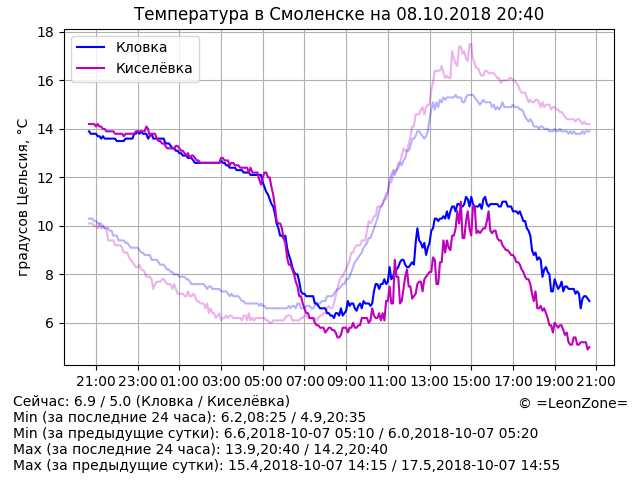 Температура в Смоленске на 08.10.2018 20:40
18
16
14
12
10
8
6
градусов Цельсия, °C
Кловка
Киселёвка
21:00 23:00 01:00 03:00 05:00 07:00 09:00 11:00 13:00 15:00 17:00 19:00 21:00
Сейчас: 6.9 / 5.0 (Кловка / Киселёвка)
© =LeonZone=
Min (за последние 24 часа): 6.2,08:25 / 4.9,20:35
Min (за предыдущие сутки): 6.6,2018-10-07 05:10 / 6.0,2018-10-07 05:20
Max (за последние 24 часа): 13.9,20:40 / 14.2,20:40
Max (за предыдущие сутки): 15.4,2018-10-07 14:15 / 17.5,2018-10-07 14:55